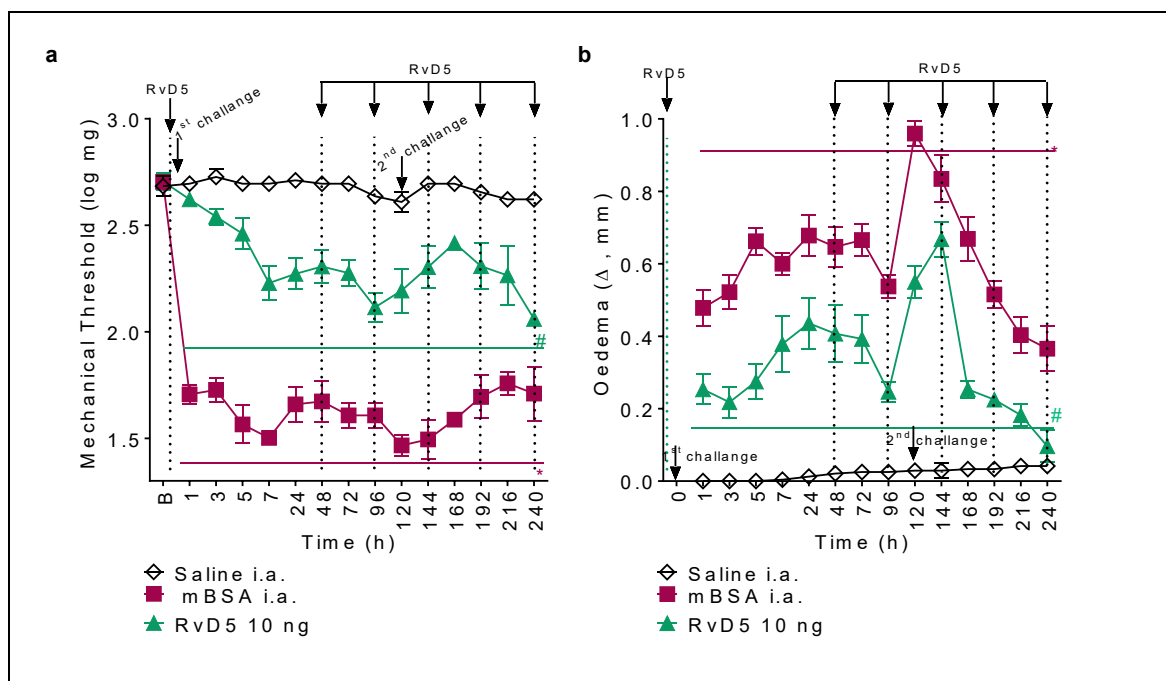 a
RvD5
RvD5
1st challange
2nd challange
Mechanical Threshold (log mg)
3.0
2.5
2.0
1.5
#
*
B 1 3 5 7 24 48 72 96 120 144 168 192 216 240
Time (h)
Saline i.a.
mBSA i.a.
RvD5 10 ng
b
RvD5
RvD5
Oedema (Δ, mm)
1.0
0.8
0.6
0.4
0.2
0.0
*
#
1st challange
2nd challange
0 1 3 5 7 24 48 72 96 120 144 168 192 216 240
Time (h)
Saline i.a.
mBSA i.a.
RvD5 10 ng